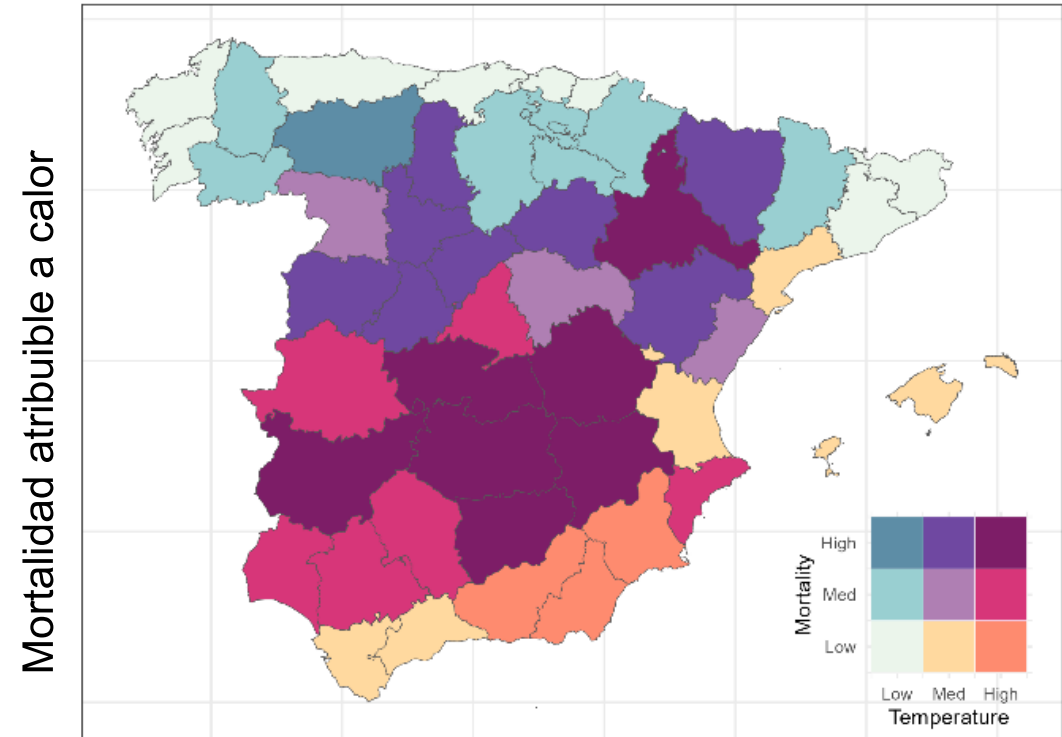 Mortalidad atribuible a calor
Mortality
High
Med
Low
Low Med High
Temperature